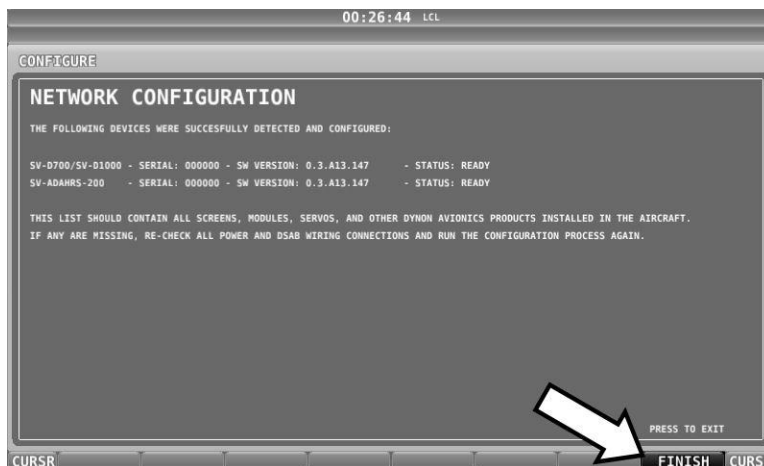 00:26:44 LCL
CONFIGURE
NETWORK CONFIGURATION
THE FOLLOWING DEVICES WERE SUCCESFULLY DETECTED AND CONFIGURED:
SV-D700/SV-D1000 - SERIAL: 000000 - SW VERSION: 0.3.A13.147 - STATUS: READY
SV-ADAHRS-200 - SERIAL: 000000 - SW VERSION: 0.3.A13.147 - STATUS: READY
THIS LIST SHOULD CONTAIN ALL SCREENS, MODULES, SERVOS, AND OTHER DYNON AVIONICS PRODUCTS INSTALLED IN THE AIRCRAFT.
IF ANY ARE MISSING, RE-CHECK ALL POWER AND DSAB WIRING CONNECTIONS AND RUN THE CONFIGURATION PROCESS AGAIN.
PRESS TO EXIT
CURSR FINISH CURS